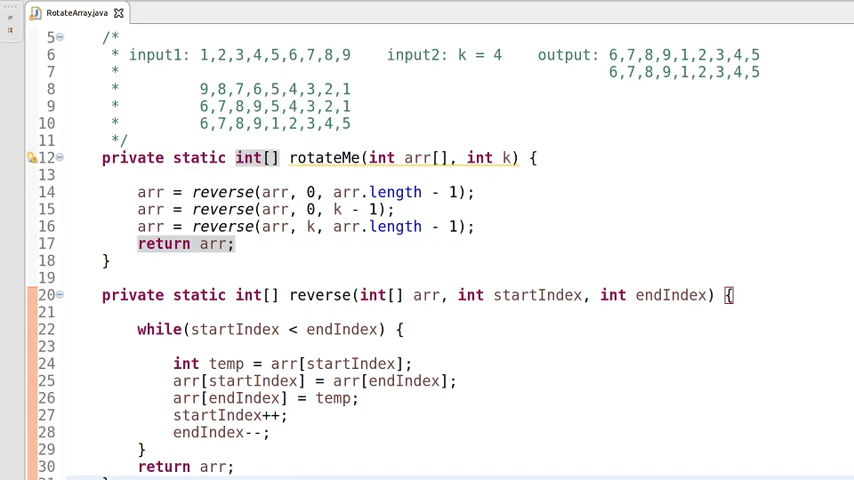 RotateArray.java
5 /*
6 * input1: 1,2,3,4,5,6,7,8,9 input2: k = 4 output: 6,7,8,9,1,2,3,4,5
7 * 6,7,8,9,1,2,3,4,5
8 * 9,8,7,6,5,4,3,2,1
9 * 6,7,8,9,5,4,3,2,1
10 * 6,7,8,9,1,2,3,4,5
11 */
12 private static int[] rotateMe(int arr[], int k) {
13
14 arr = reverse(arr, 0, arr.length - 1);
15 arr = reverse(arr, 0, k - 1);
16 arr = reverse(arr, k, arr.length - 1);
17 return arr;
18 }
19
20 private static int[] reverse(int[] arr, int startIndex, int endIndex) {
21
22 while(startIndex < endIndex) {
23
24 int temp = arr[startIndex];
25 arr[startIndex] = arr[endIndex];
26 arr[endIndex] = temp;
27 startIndex++;
28 endIndex--;
29 }
30 return arr;